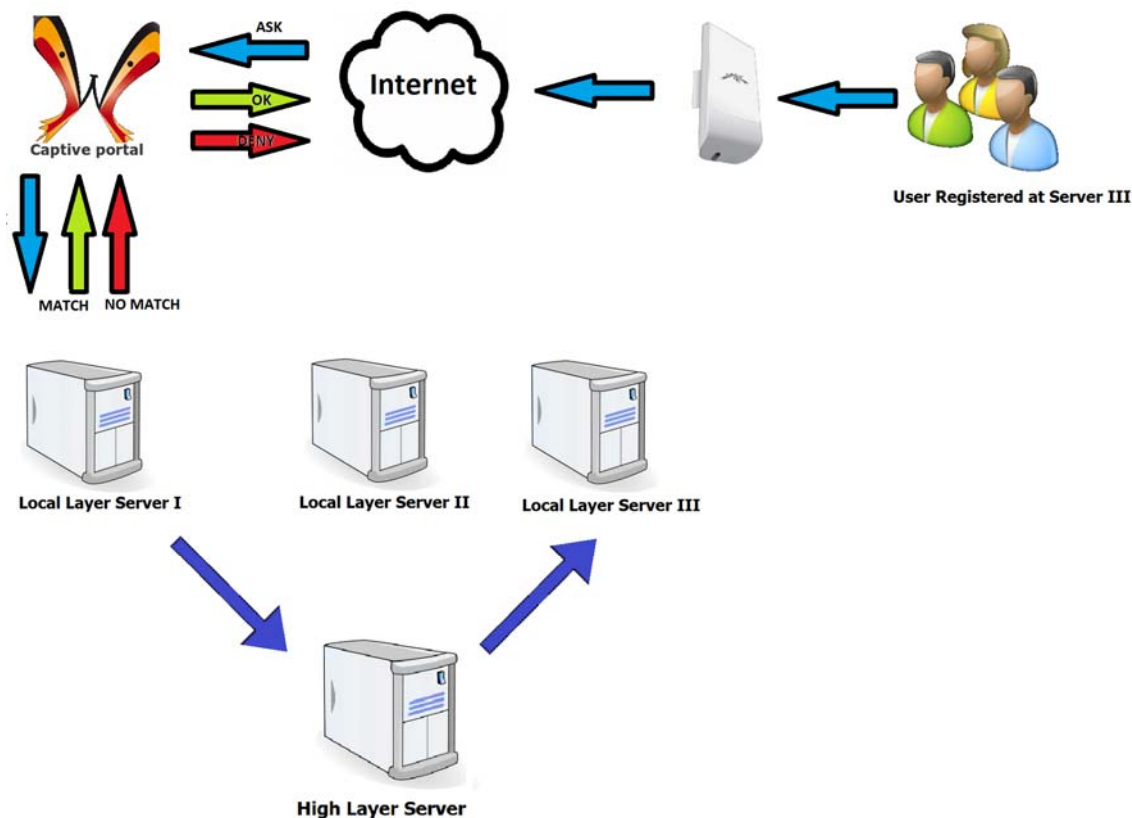 ASK
Internet
OK
DENY
Captive portal
User Registered at Server III
MATCH
NO MATCH
Local Layer Server I
Local Layer Server II
Local Layer Server III
High Layer Server